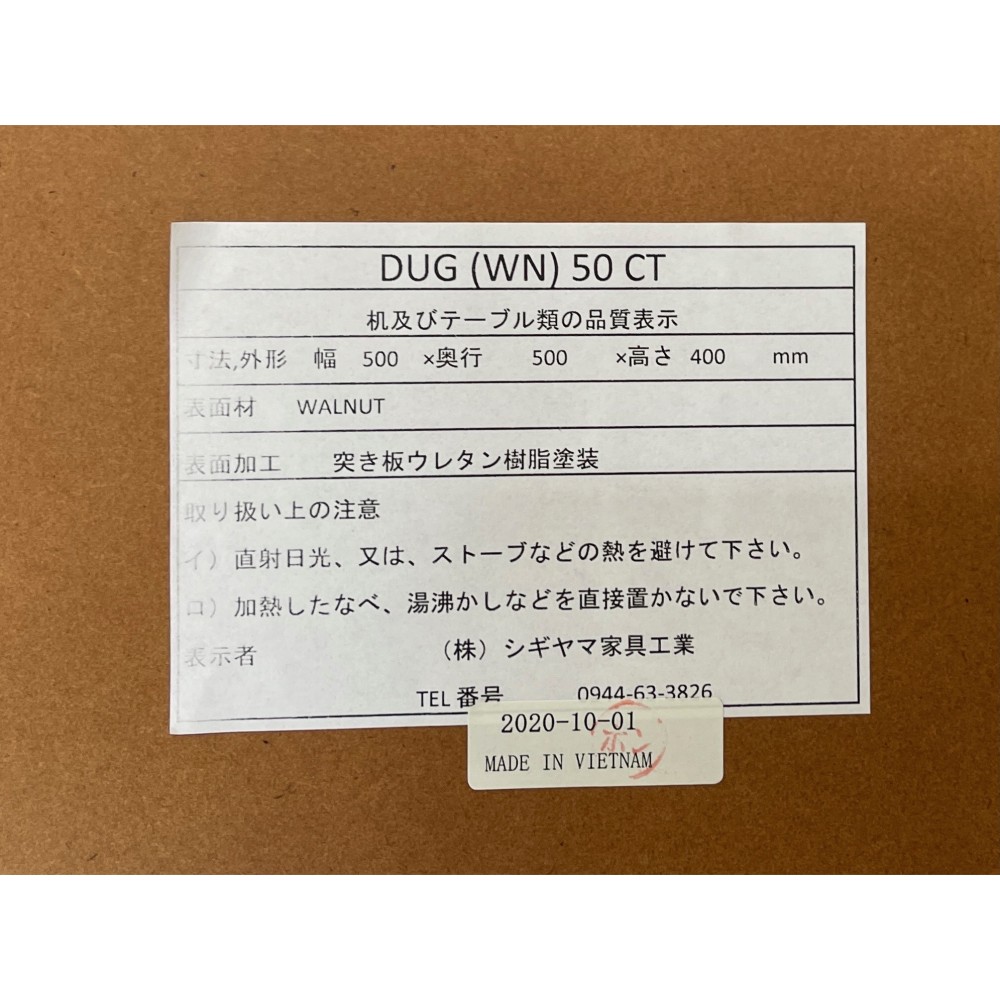 DUG (WN) 50 CT
机及びテーブル類の品質表示
寸法,外形 幅 500 ×奥行 500 ×高さ 400 mm
表面材 WALNUT
表面加工 突き板ウレタン樹脂塗装
取り扱い上の注意
イ）直射日光、又は、ストーブなどの熱を避けて下さい。
ロ）加熱したなべ、湯沸かしなどを直接置かないで下さい。
表示者 （株）シギヤマ家具工業
TEL 番号 0944-63-3826
2020-10-01
ホン
MADE IN VIETNAM